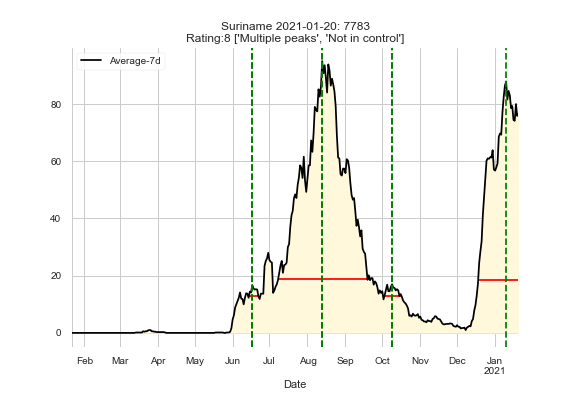 Suriname 2021-01-20: 7783
Rating:8 ['Multiple peaks', 'Not in control']
Average-7d
80
60
40
20
0
Feb Mar Apr May Jun Jul Aug Sep Oct Nov Dec Jan
2021
Date